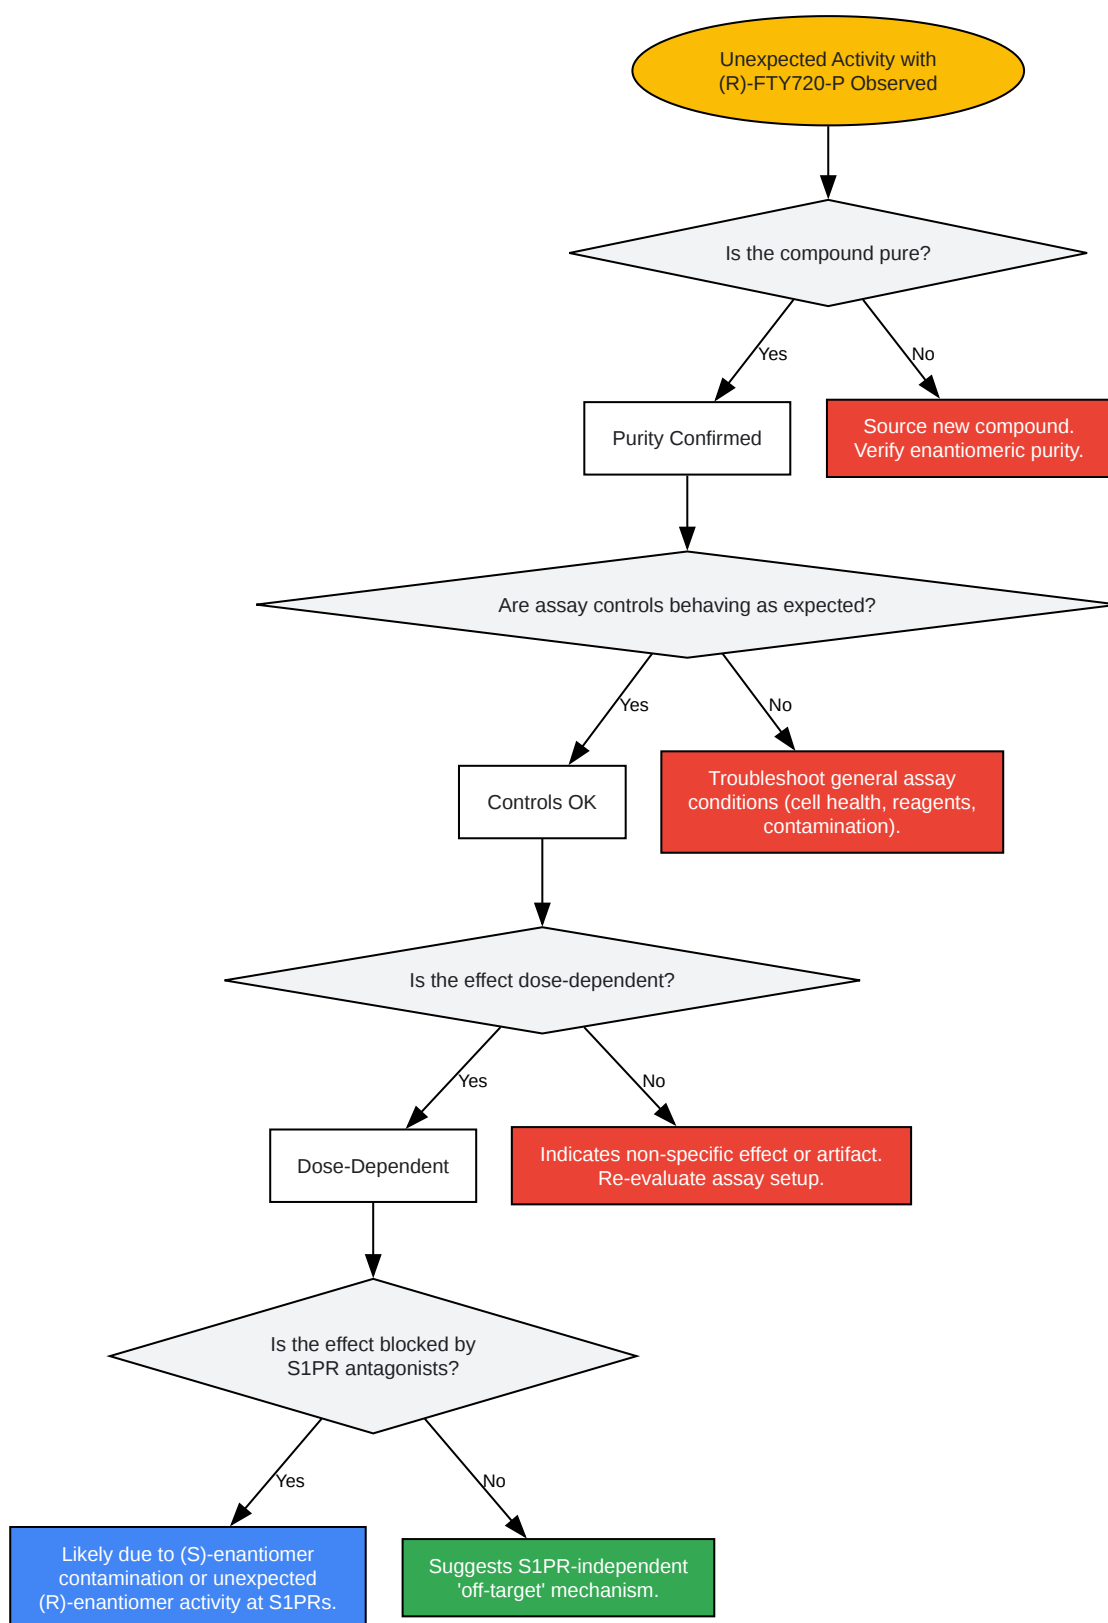 Unexpected Activity with
(R)-FTY720-P Observed
Is the compound pure?
Yes
No
Purity Confirmed
Source new compound.
Verify enantiomeric purity.
Are assay controls behaving as expected?
Yes
No
Controls OK
Troubleshoot general assay
conditions (cell health, reagents,
contamination).
Is the effect dose-dependent?
Yes
No
Dose-Dependent
Indicates non-specific effect or artifact.
Re-evaluate assay setup.
Is the effect blocked by
S1PR antagonists?
Yes
No
Likely due to (S)-enantiomer
contamination or unexpected
(R)-enantiomer activity at S1PRs.
Suggests S1PR-independent
'off-target' mechanism.